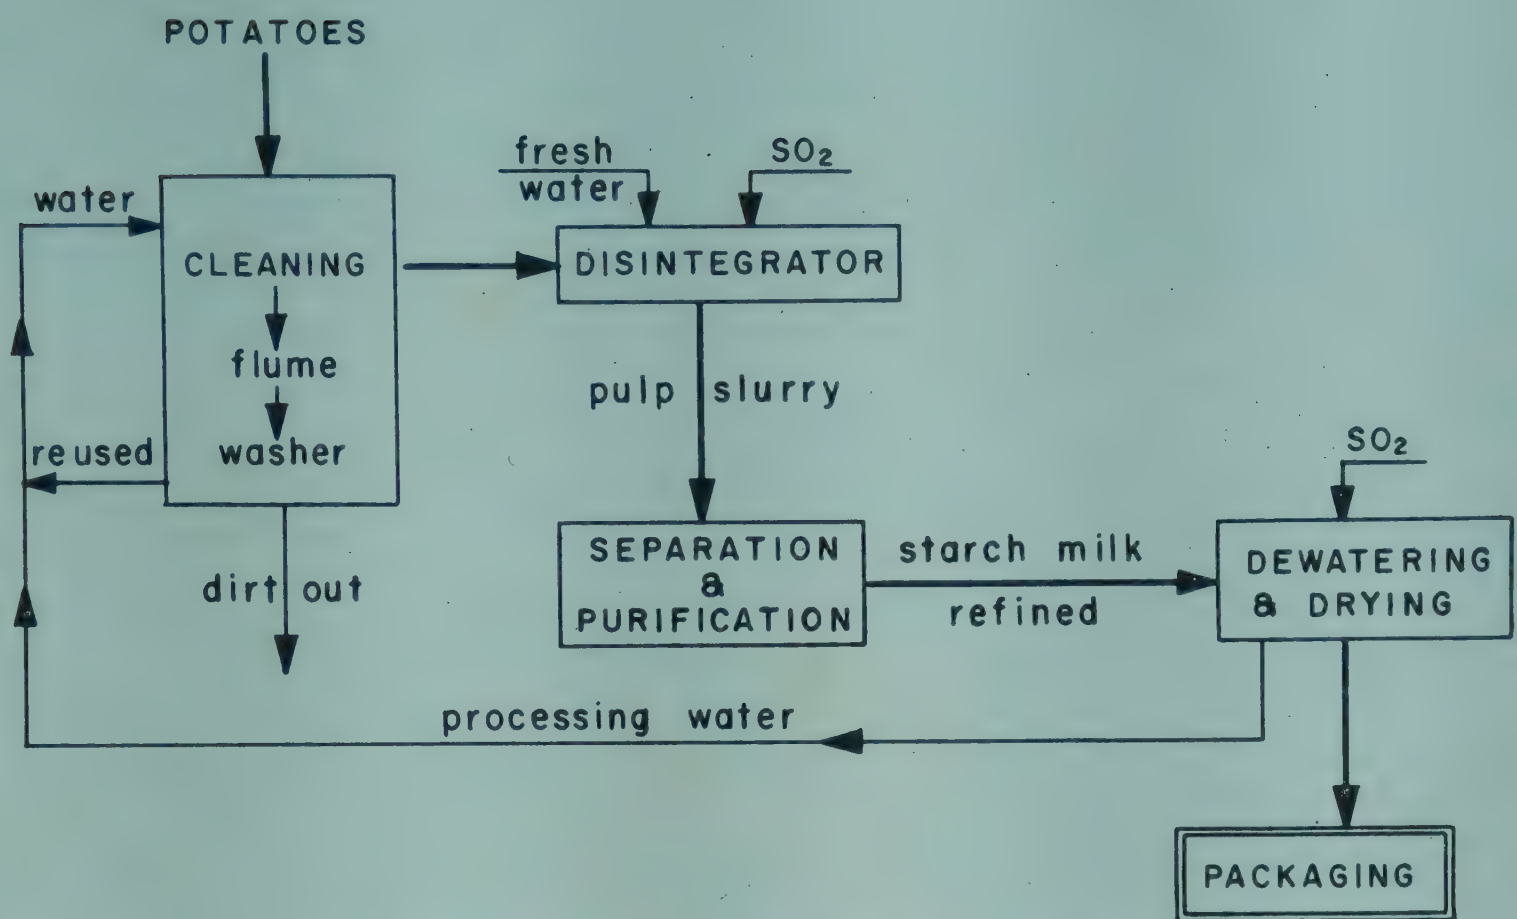 POTATOES
water
CLEANING
flume
washer
reused
dirt out
fresh
water
SO₂
DISINTEGRATOR
pulp slurry
SEPARATION
&
PURIFICATION
starch milk
refined
SO₂
DEWATERING
& DRYING
processing water
PACKAGING